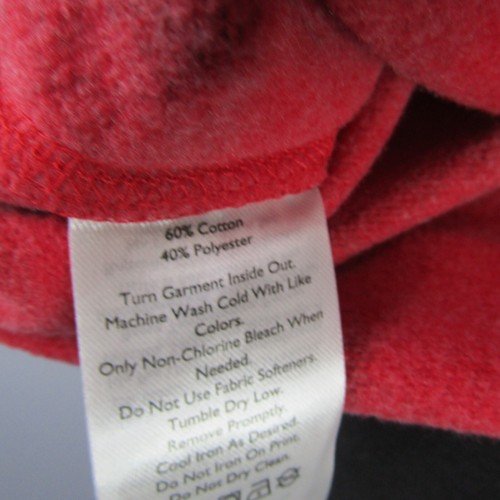 60% Cotton
40% Polyester
Turn Garment Inside Out.
Machine Wash Cold With Like
Colors.
Only Non-Chlorine Bleach When
Needed.
Do Not Use Fabric Softeners.
Tumble Dry Low.
Remove Promptly.
Cool Iron As Desired.
Do Not Iron On Print.
Do Not Dry Clean.